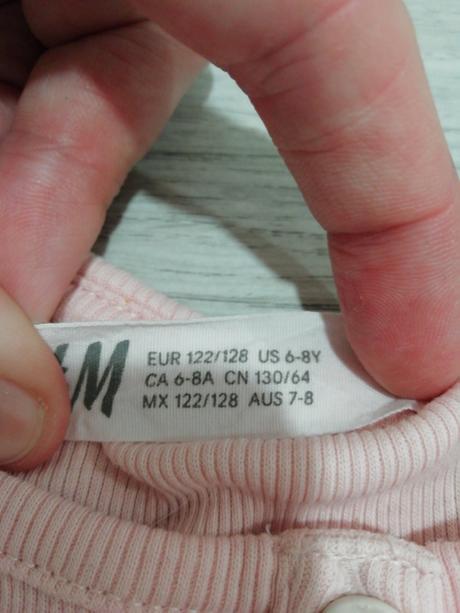 H&M
EUR 122/128 US 6-8Y
CA 6-8A CN 130/64
MX 122/128 AUS 7-8